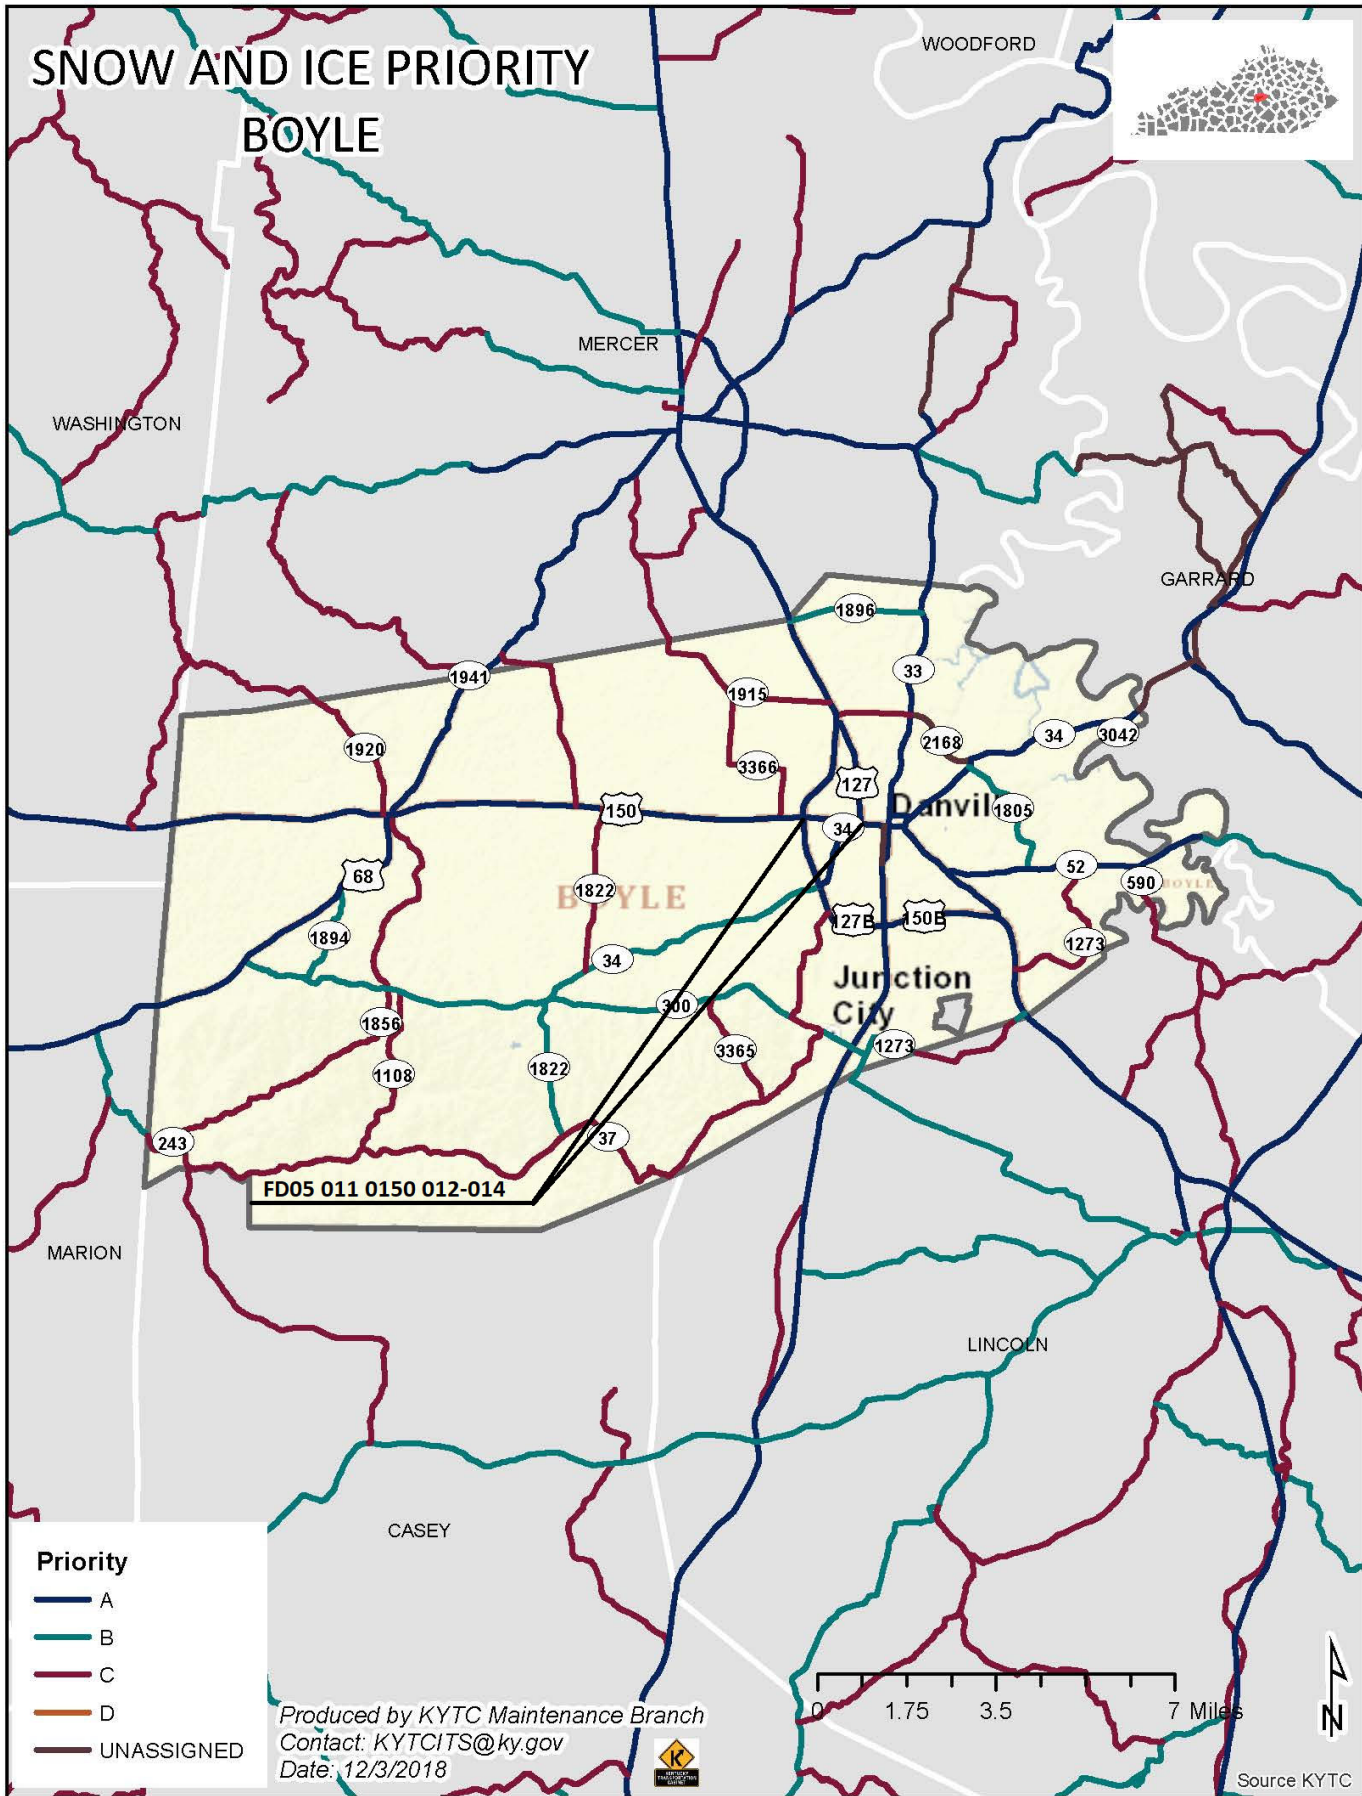 SNOW AND ICE PRIORITY
BOYLE
WOODFORD
MERCER
WASHINGTON
GARRARD
1896
1941
33
1915
1920
2168
34
3042
3366
127
150
Danvill
1805
34
68
52
590
BOYLE
BOYLE
1822
127B
150B
1894
1273
34
Junction
City
300
1856
1273
3365
1108
1822
243
37
FD05 011 0150 012-014
MARION
LINCOLN
CASEY
Priority
A
B
C
D
UNASSIGNED
Produced by KYTC Maintenance Branch
Contact: KYTCITS@ky.gov
Date: 12/3/2018
0 1.75 3.5 7 Miles
N
Source KYTC